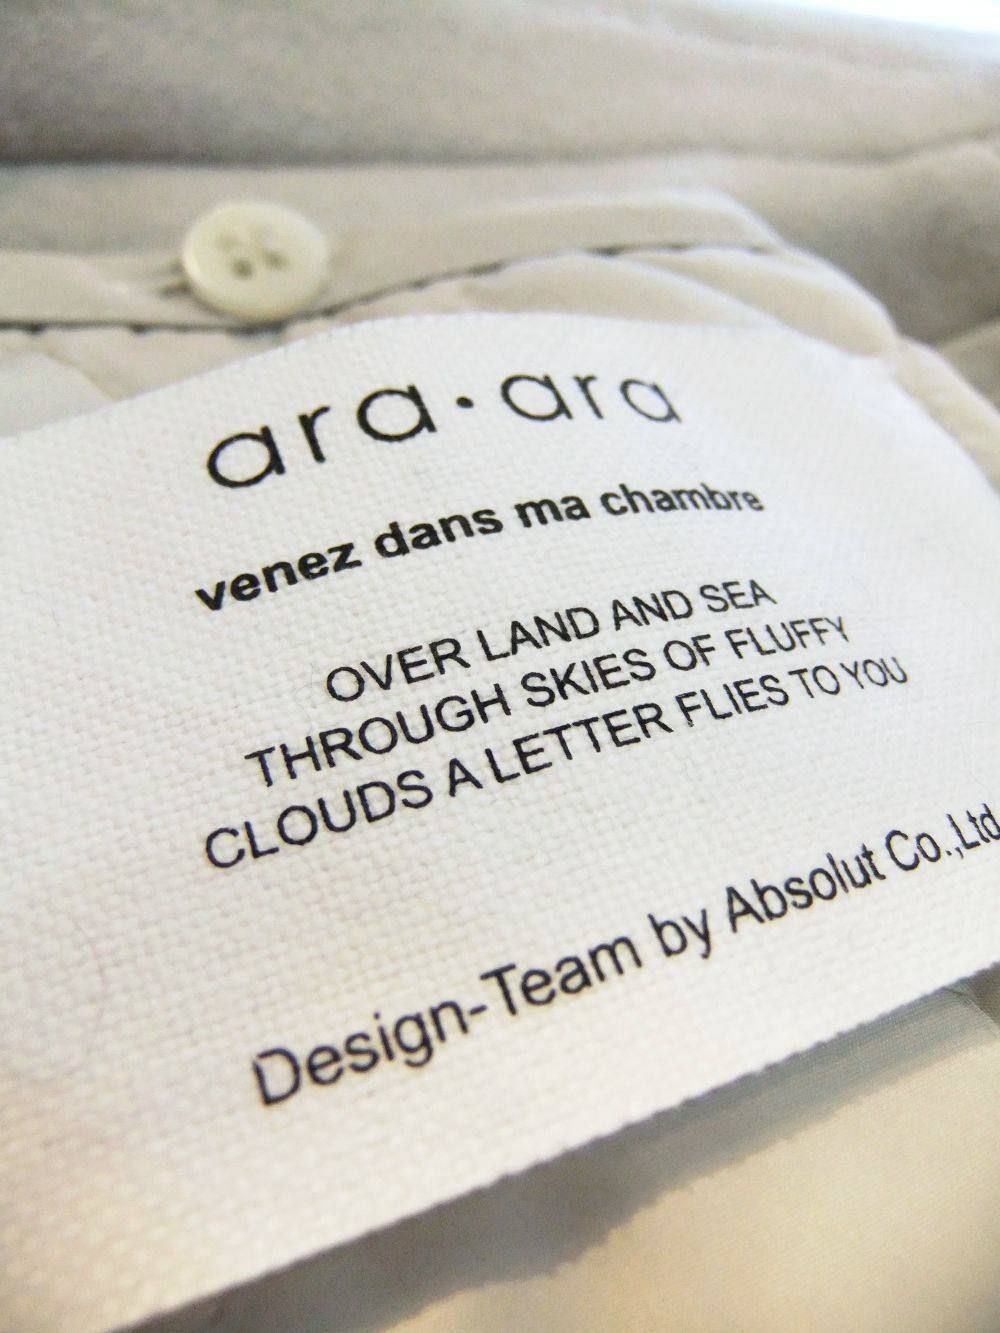 ara·ara
venez dans ma chambre
OVER LAND AND SEA
THROUGH SKIES OF FLUFFY
CLOUDS A LETTER FLIES TO YOU
Design-Team by Absolut Co.,Ltd